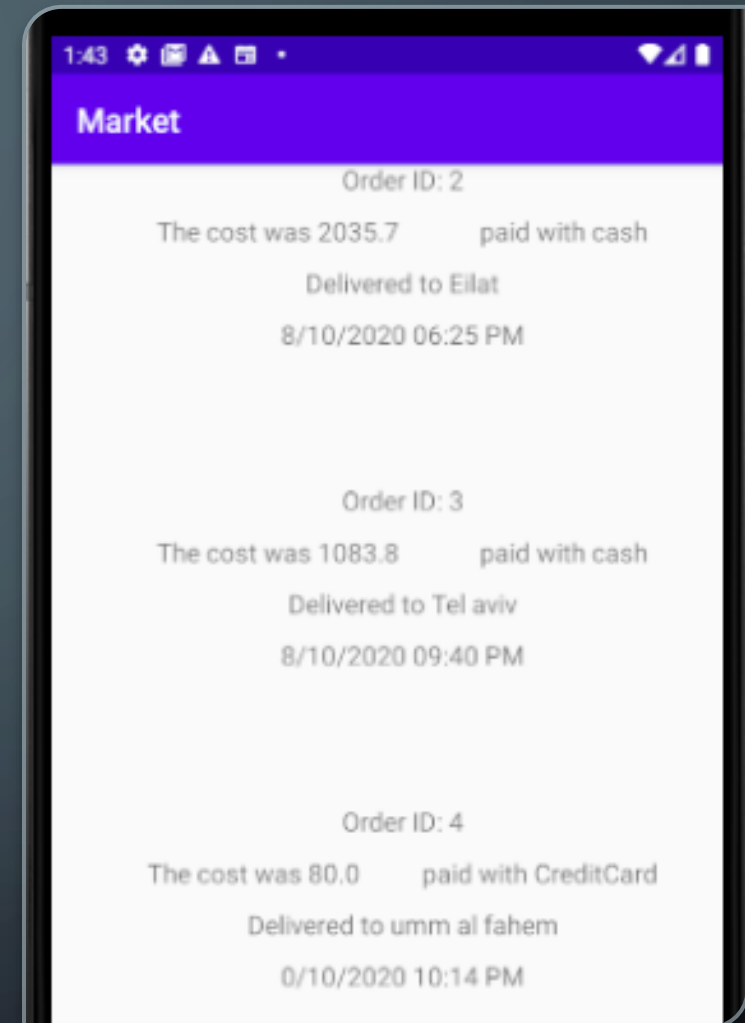 1:43
Market
Order ID: 2
The cost was 2035.7 paid with cash
Delivered to Eilat
8/10/2020 06:25 PM
Order ID: 3
The cost was 1083.8 paid with cash
Delivered to Tel aviv
8/10/2020 09:40 PM
Order ID: 4
The cost was 80.0 paid with CreditCard
Delivered to umm al fahem
0/10/2020 10:14 PM